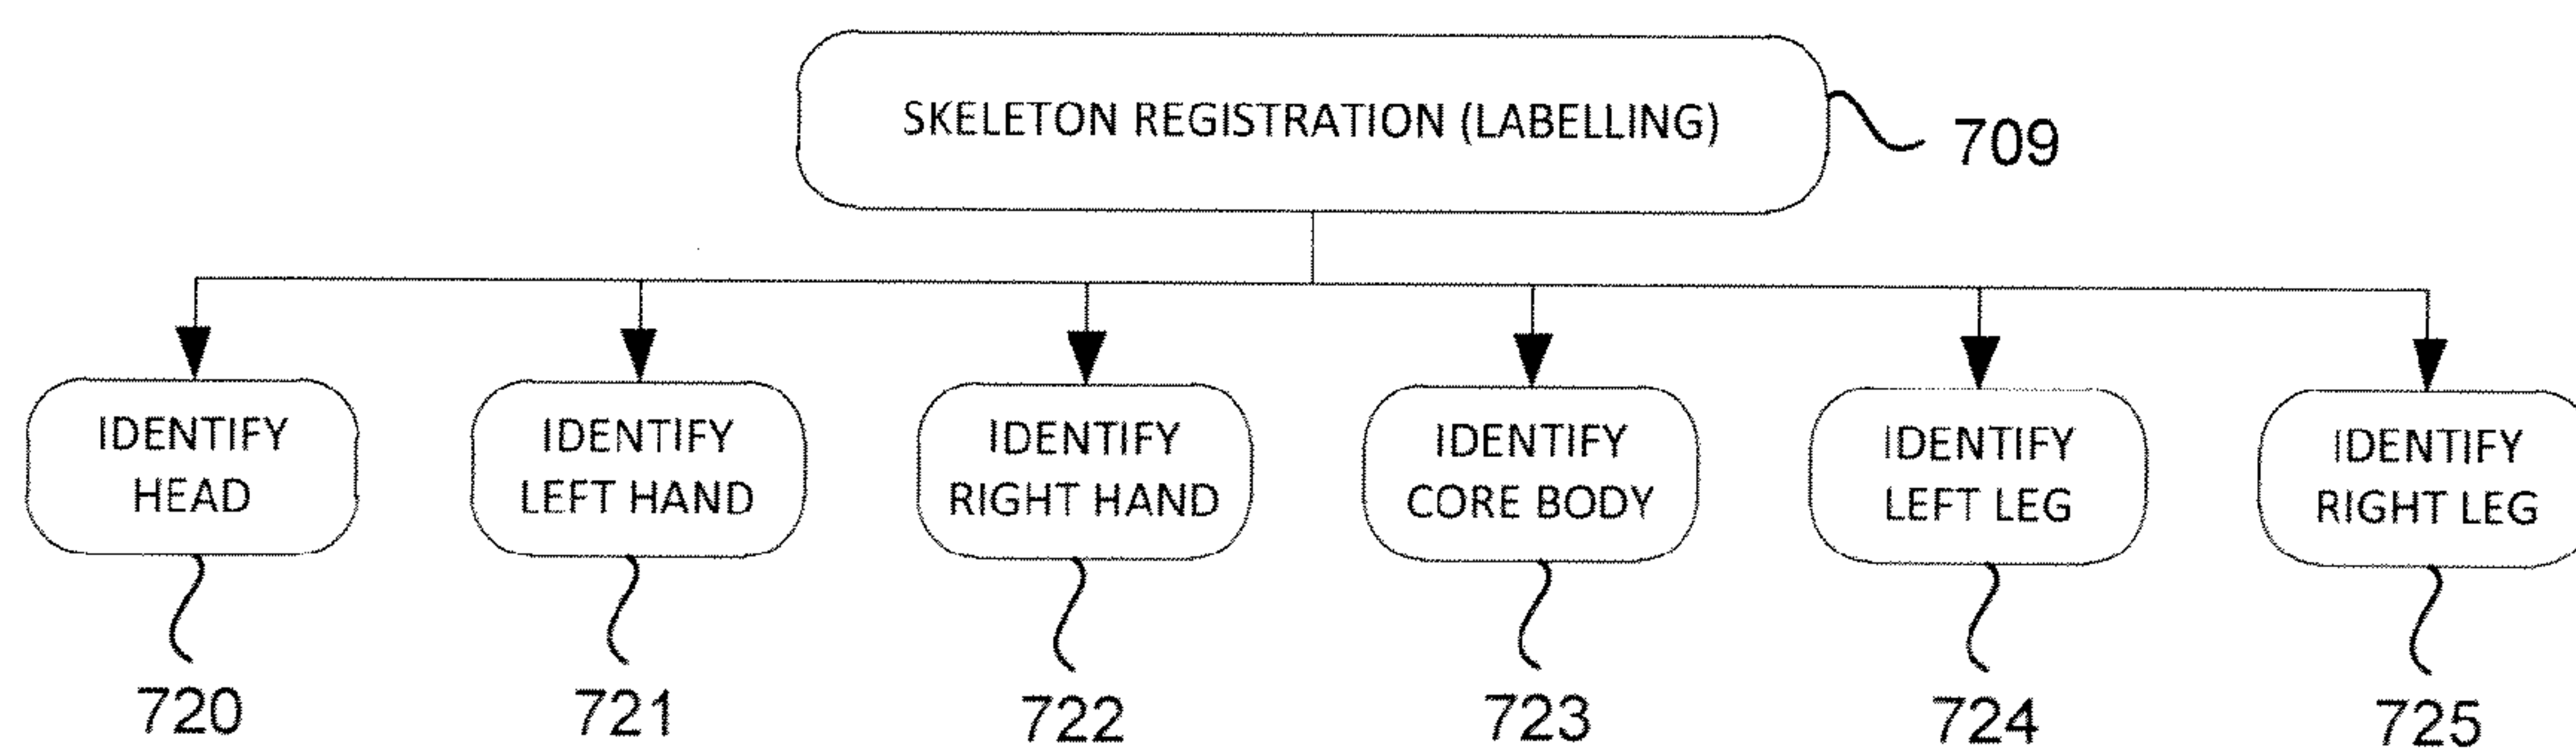 SKELETON REGISTRATION (LABELLING)
709
IDENTIFY
HEAD
IDENTIFY
LEFT HAND
IDENTIFY
RIGHT HAND
IDENTIFY
CORE BODY
IDENTIFY
LEFT LEG
IDENTIFY
RIGHT LEG
720
721
722
723
724
725